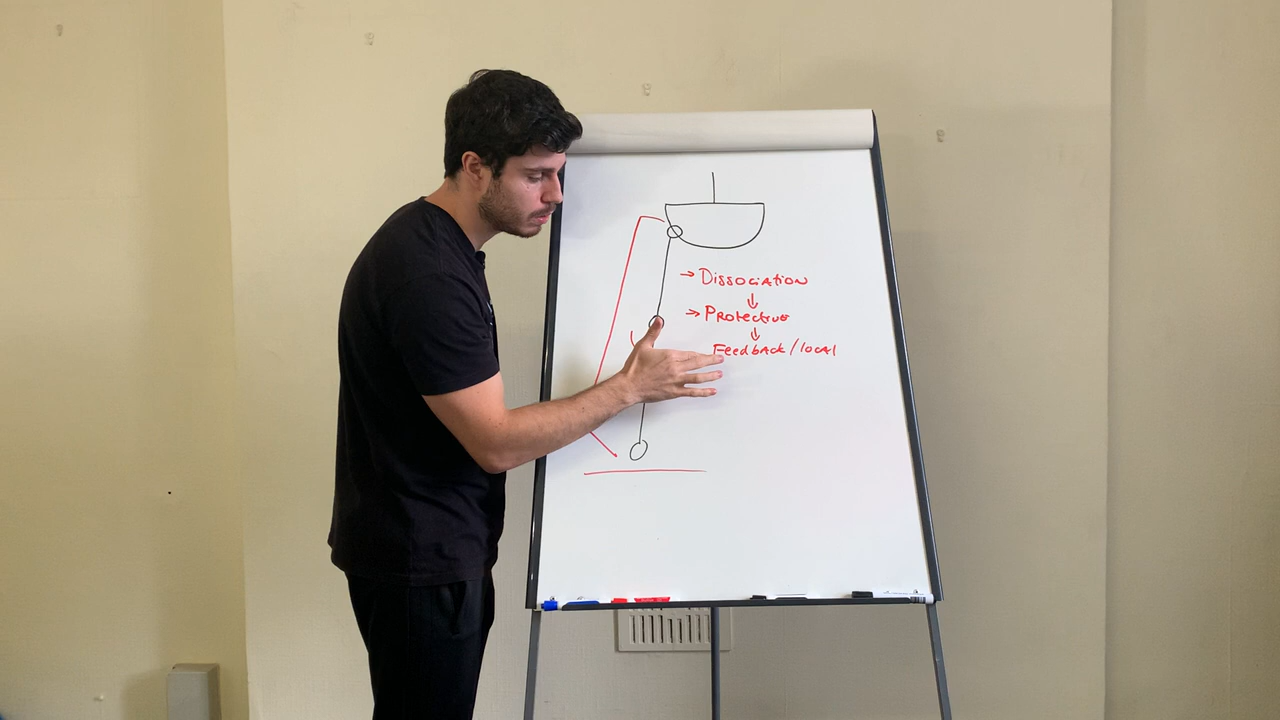 → Dissociation
↓
→ Protective
↓
Feedback / local